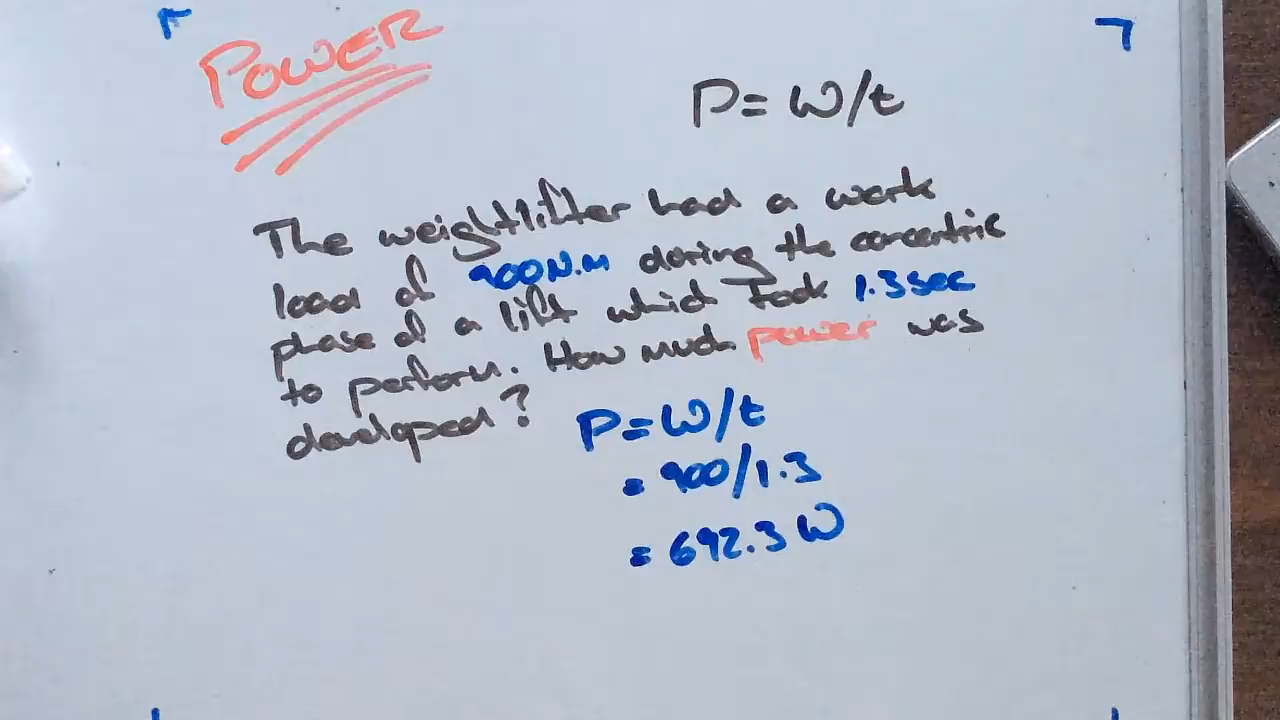 POWER
P = W/t
The weightlifter had a work
load of 900N.m during the concentric
phase of a lift which took 1.3sec
to perform. How much power was
developed?
P = W/t
= 900/1.3
= 692.3 W